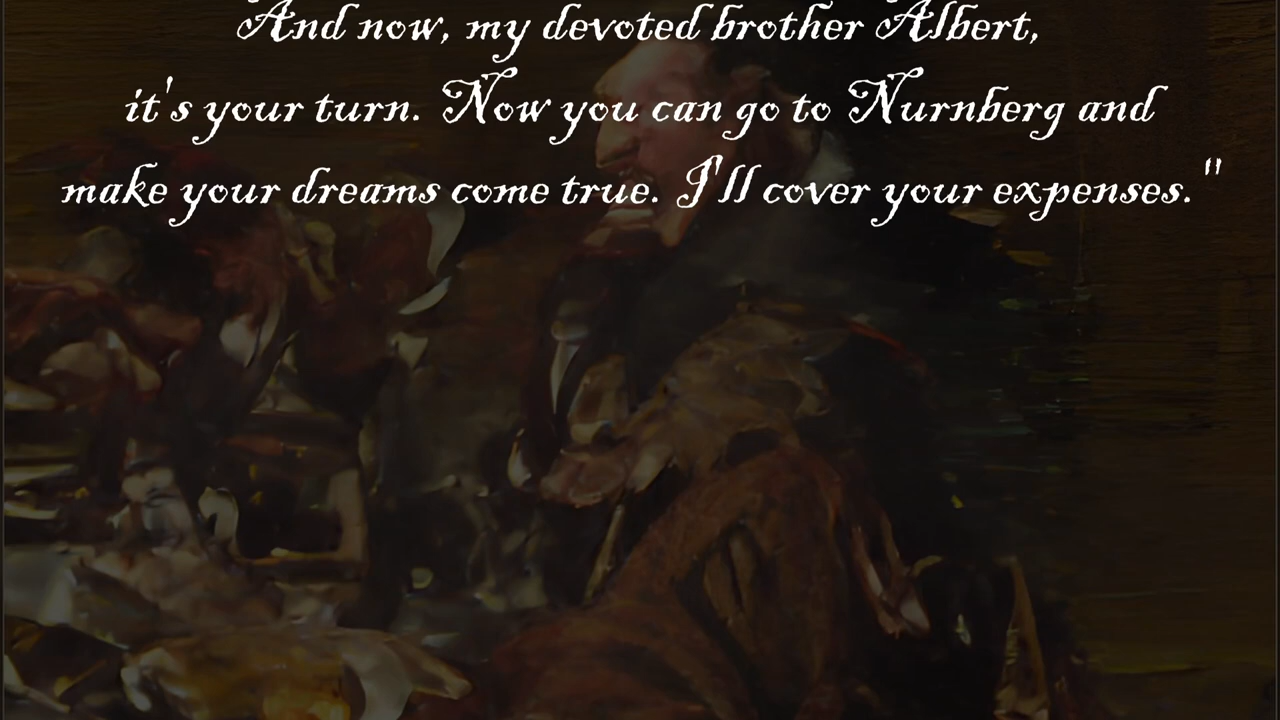 And now, my devoted brother Albert,
it's your turn. Now you can go to Nurnberg and
make your dreams come true. I'll cover your expenses."